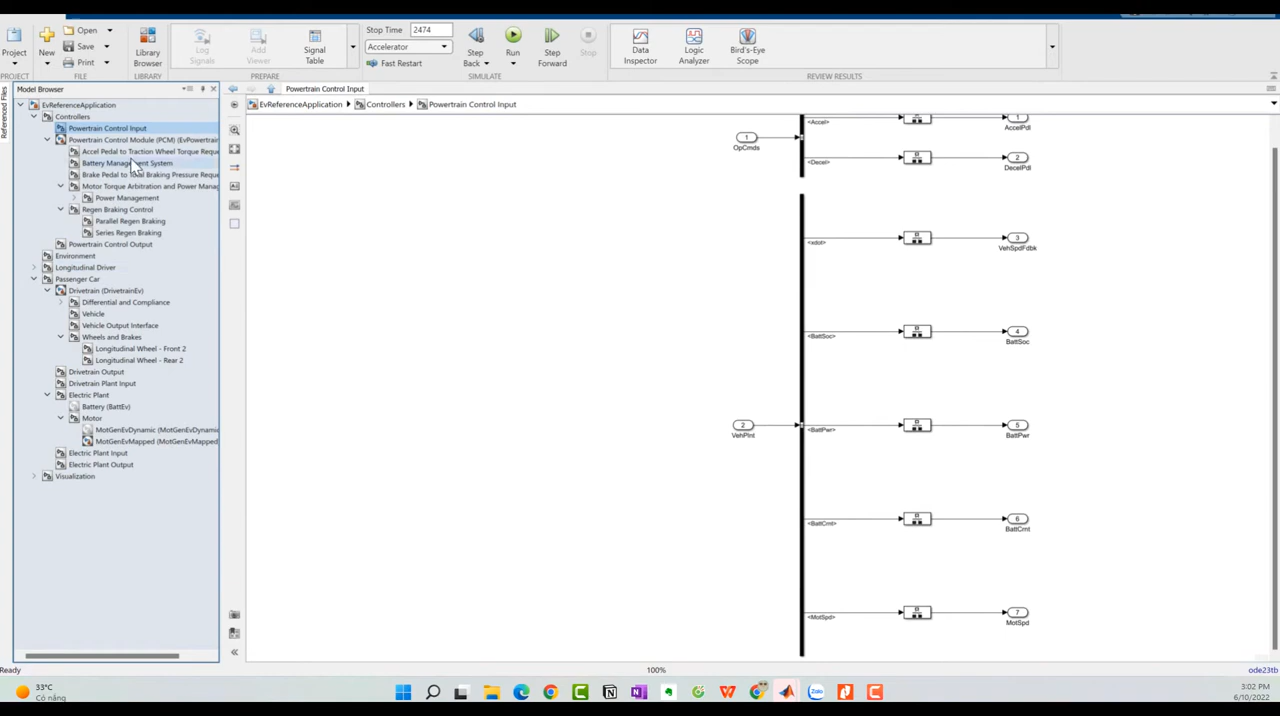 Project
New
Open
Save
Print
Library
Browser
Log
Signals
Add
Viewer
Signal
Table
Stop Time 2474
Accelerator
Fast Restart
Step
Back
Run
Step
Forward
Stop
Data
Inspector
Logic
Analyzer
Bird's-Eye
Scope
PROJECT
FILE
LIBRARY
PREPARE
SIMULATE
REVIEW RESULTS
Referenced Files
Model Browser
EvReferenceApplication
Controllers
Powertrain Control Input
Powertrain Control Module (PCM) (EvPowertrain
Accel Pedal to Traction Wheel Torque Reque
Battery Management System
Brake Pedal to Total Braking Pressure Reque
Motor Torque Arbitration and Power Manag
Power Management
Regen Braking Control
Parallel Regen Braking
Series Regen Braking
Powertrain Control Output
Environment
Longitudinal Driver
Passenger Car
Drivetrain (DrivetrainEv)
Differential and Compliance
Vehicle
Vehicle Output Interface
Wheels and Brakes
Longitudinal Wheel - Front 2
Longitudinal Wheel - Rear 2
Drivetrain Output
Drivetrain Plant Input
Electric Plant
Battery (BattEv)
Motor
MotGenEvDynamic (MotGenEvDynamic
MotGenEvMapped (MotGenEvMapped
Electric Plant Input
Electric Plant Output
Visualization
Powertrain Control Input
EvReferenceApplication
Controllers
Powertrain Control Input
1
OpCmds
<Accel>
1
AccelPdl
<Decel>
2
DecelPdl
<xdot>
3
VehSpdFdbk
<BattSoc>
4
BattSoc
2
VehPlnt
<BattPwr>
5
BattPwr
<BattCrnt>
6
BattCrnt
<MotSpd>
7
MotSpd
Ready
100%
ode23tb
33°C
Có nắng
Zalo
3:02 PM
6/10/2022